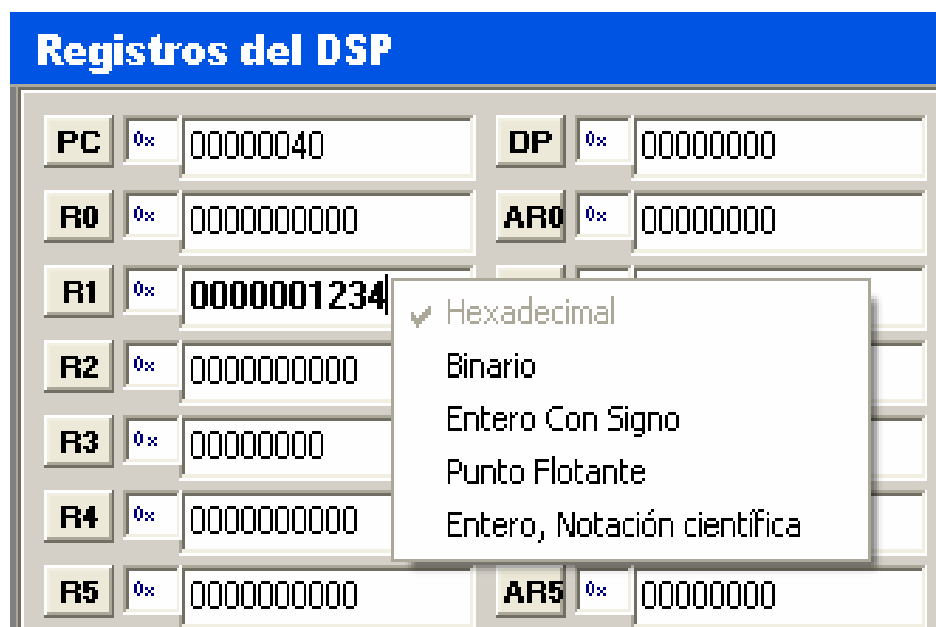 Registros del DSP
PC 0x 00000040 DP 0x 00000000
R0 0x 0000000000 AR0 0x 00000000
R1 0x 0000001234
Hexadecimal
R2 0x 0000000000
Binario
Entero Con Signo
R3 0x 00000000
Punto Flotante
R4 0x 0000000000
Entero, Notación científica
R5 0x 0000000000 AR5 0x 00000000